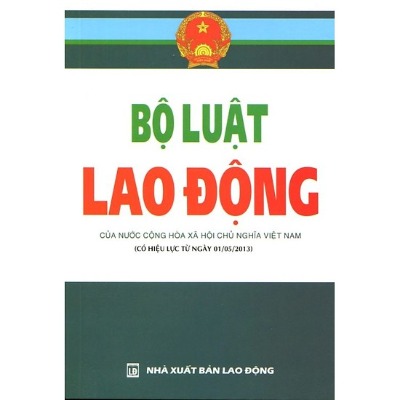 BỘ LUẬT
LAO ĐỘNG
CỦA NƯỚC CỘNG HÒA XÃ HỘI CHỦ NGHĨA VIỆT NAM
(CÓ HIỆU LỰC TỪ NGÀY 01/05/2013)
LĐ NHÀ XUẤT BẢN LAO ĐỘNG